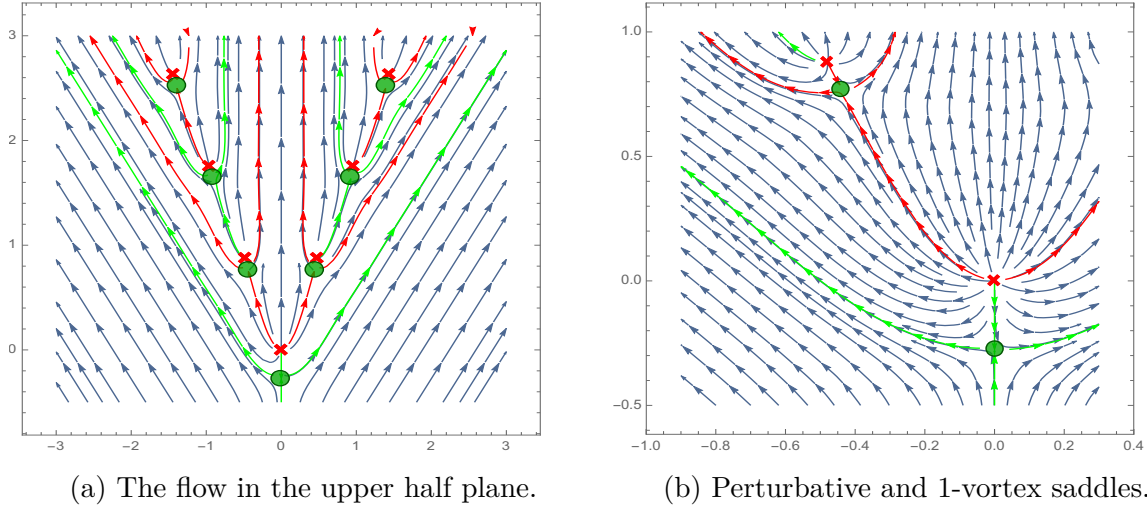 3
2
1
0
−3 −2 −1 0 1 2 3
1.0
0.5
0.0
−0.5
−1.0 −0.8 −0.6 −0.4 −0.2 0.0 0.2 0.4
(a) The flow in the upper half plane.
(b) Perturbative and 1-vortex saddles.